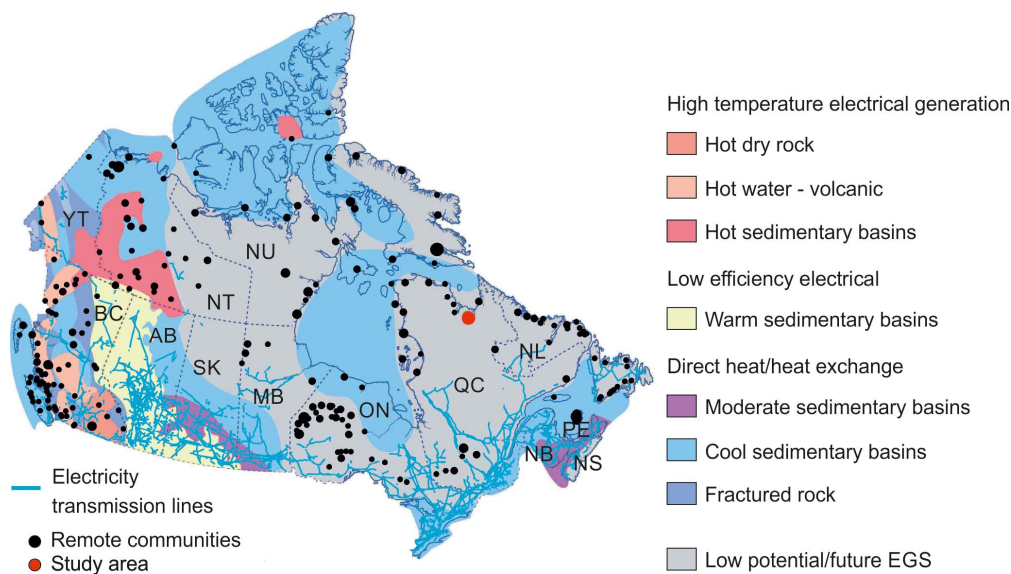 YT
NU
NT
BC
AB
SK
MB
ON
QC
NL
NB
PE
NS
Electricity
transmission lines
Remote communities
Study area
High temperature electrical generation
Hot dry rock
Hot water - volcanic
Hot sedimentary basins
Low efficiency electrical
Warm sedimentary basins
Direct heat/heat exchange
Moderate sedimentary basins
Cool sedimentary basins
Fractured rock
Low potential/future EGS